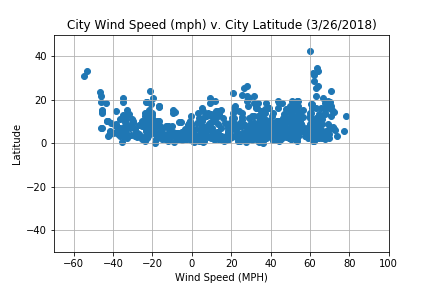 City Wind Speed (mph) v. City Latitude (3/26/2018)
40
20
0
−20
−40
Latitude
−60 −40 −20 0 20 40 60 80 100
Wind Speed (MPH)